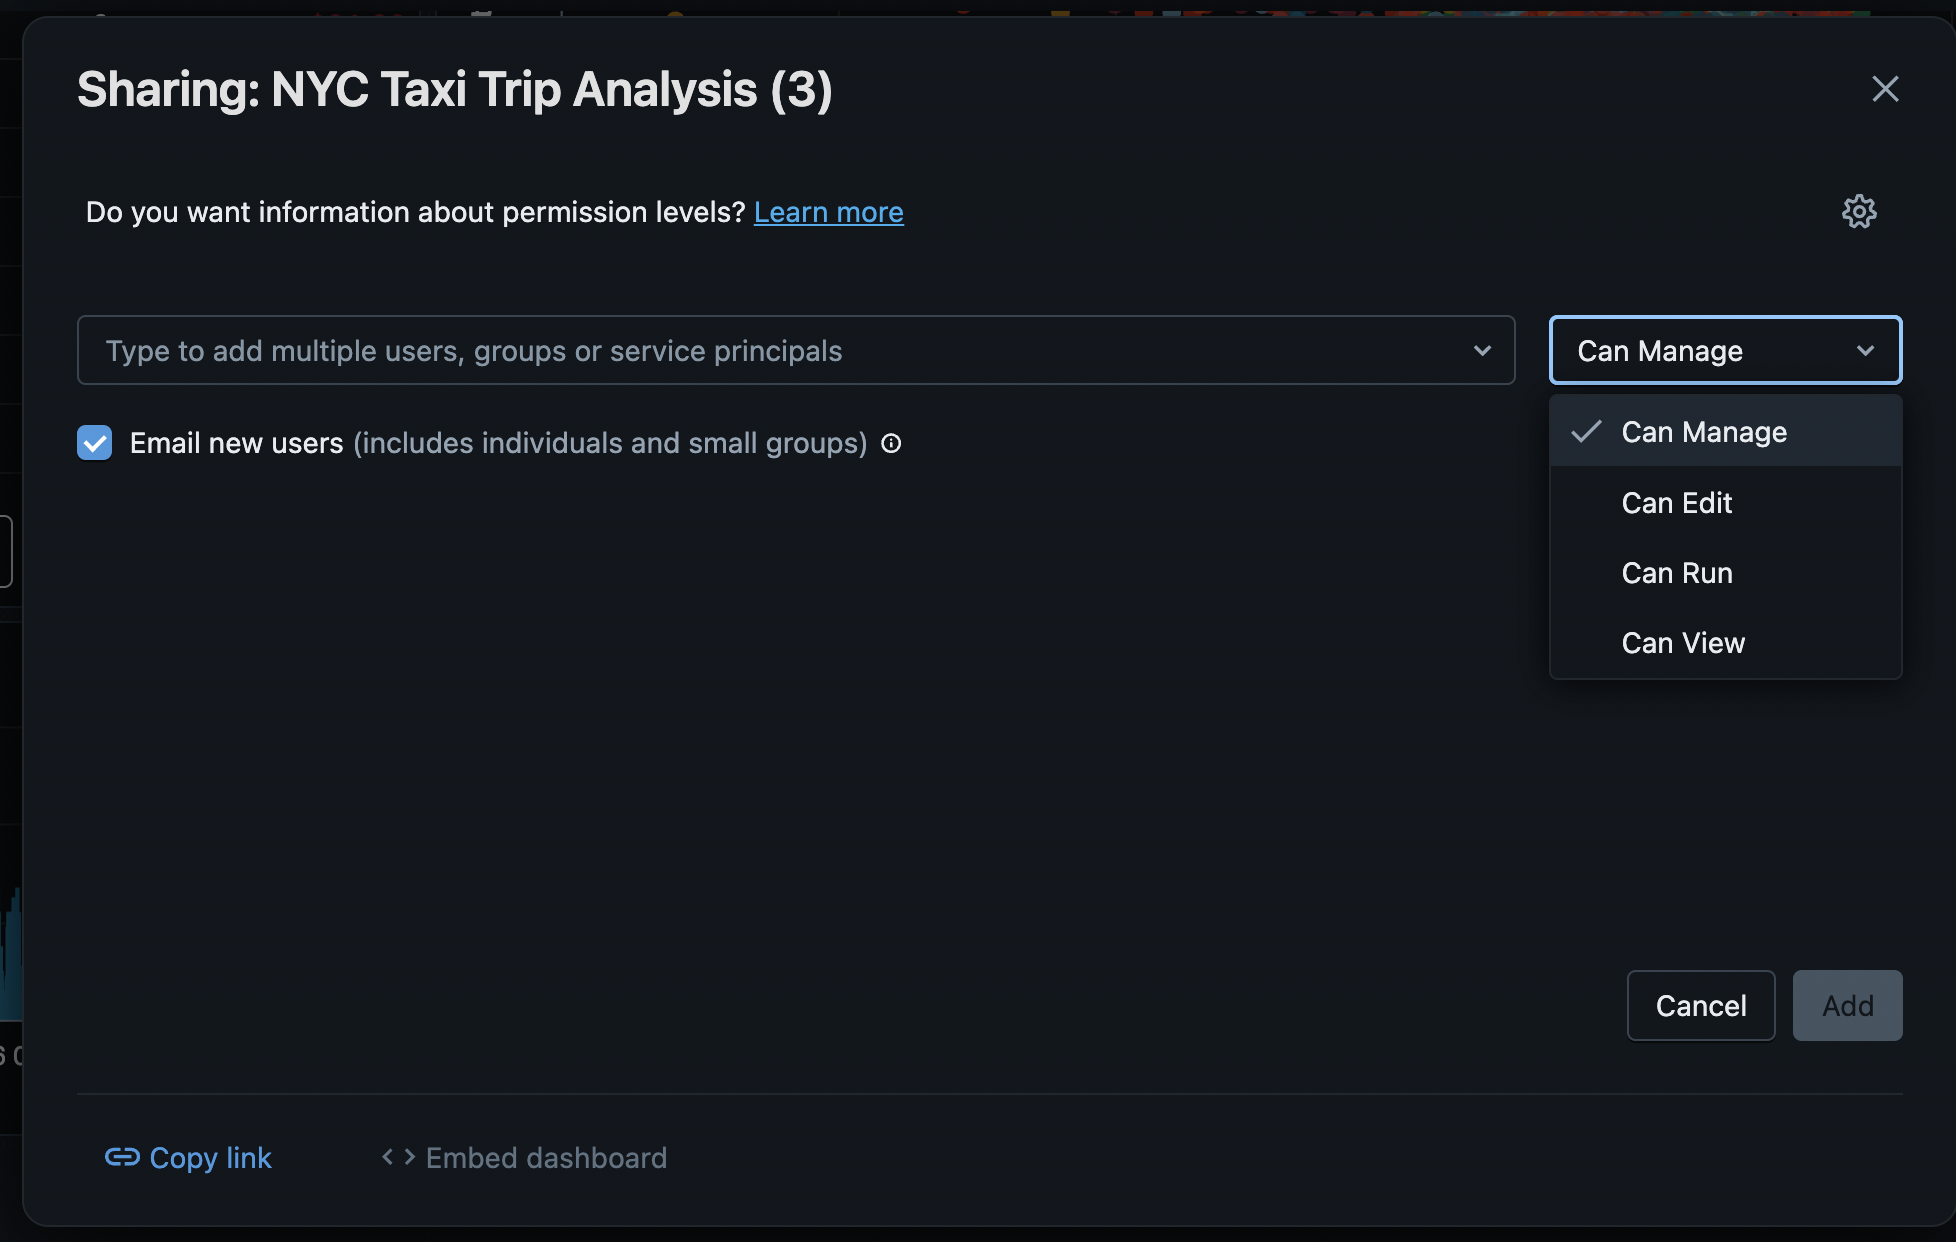 Sharing: NYC Taxi Trip Analysis (3)
Do you want information about permission levels? Learn more
Type to add multiple users, groups or service principals
Can Manage
Email new users (includes individuals and small groups)
Can Manage
Can Edit
Can Run
Can View
Cancel
Add
Copy link
Embed dashboard